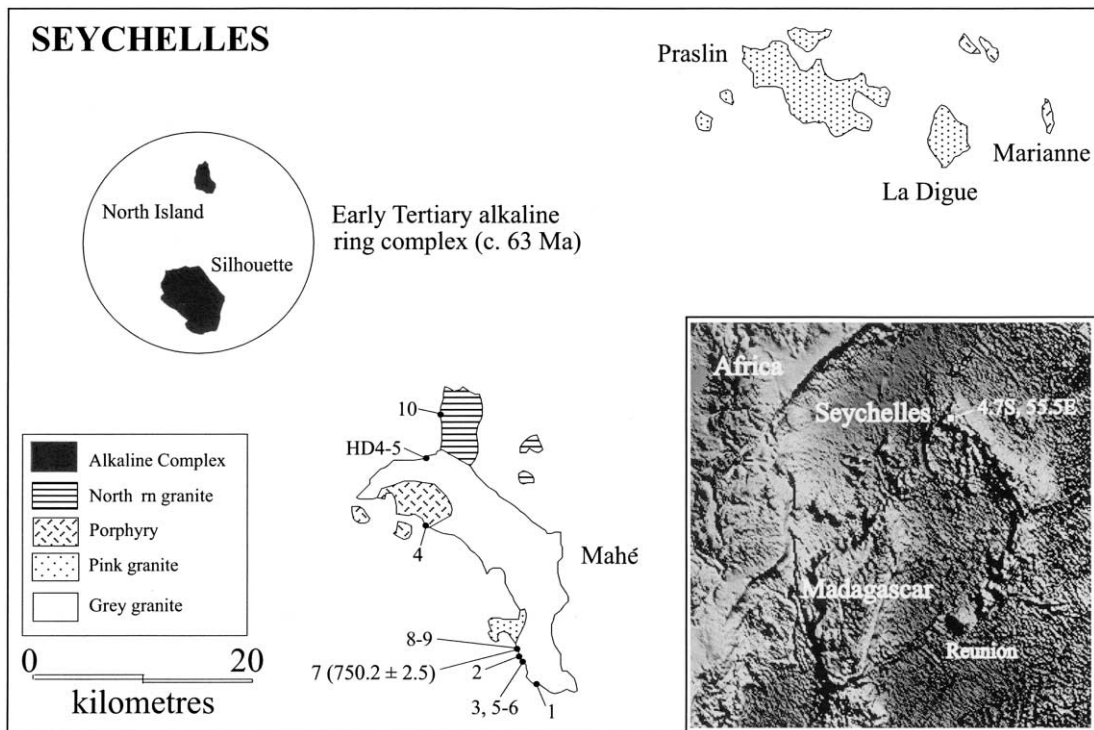 SEYCHELLES
Praslin
Marianne
La Digue
North Island
Early Tertiary alkaline
ring complex (c. 63 Ma)
Silhouette
Africa
Seychelles
4.7S, 55.5E
Madagascar
Reunion
10
HD4-5
4
Mahé
8-9
7 (750.2 ± 2.5)
2
3, 5-6
1
Alkaline Complex
North rn granite
Porphyry
Pink granite
Grey granite
0 20
kilometres